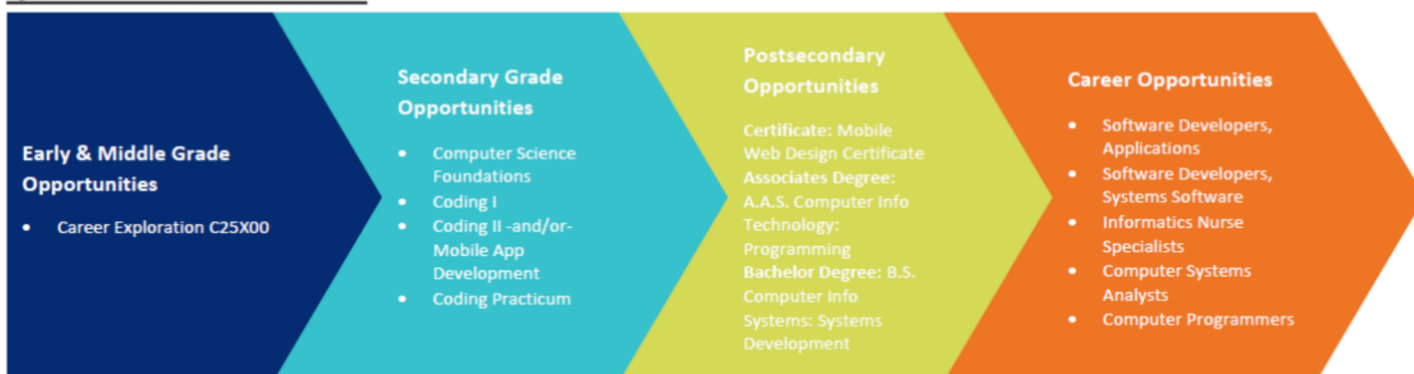 Early & Middle Grade
Opportunities
• Career Exploration C25X00
Secondary Grade
Opportunities
• Computer Science
Foundations
• Coding I
• Coding II -and/or-
Mobile App
Development
• Coding Practicum
Postsecondary
Opportunities
Certificate: Mobile
Web Design Certificate
Associates Degree:
A.A.S. Computer Info
Technology:
Programming
Bachelor Degree: B.S.
Computer Info
Systems: Systems
Development
Career Opportunities
• Software Developers,
Applications
• Software Developers,
Systems Software
• Informatics Nurse
Specialists
• Computer Systems
Analysts
• Computer Programmers